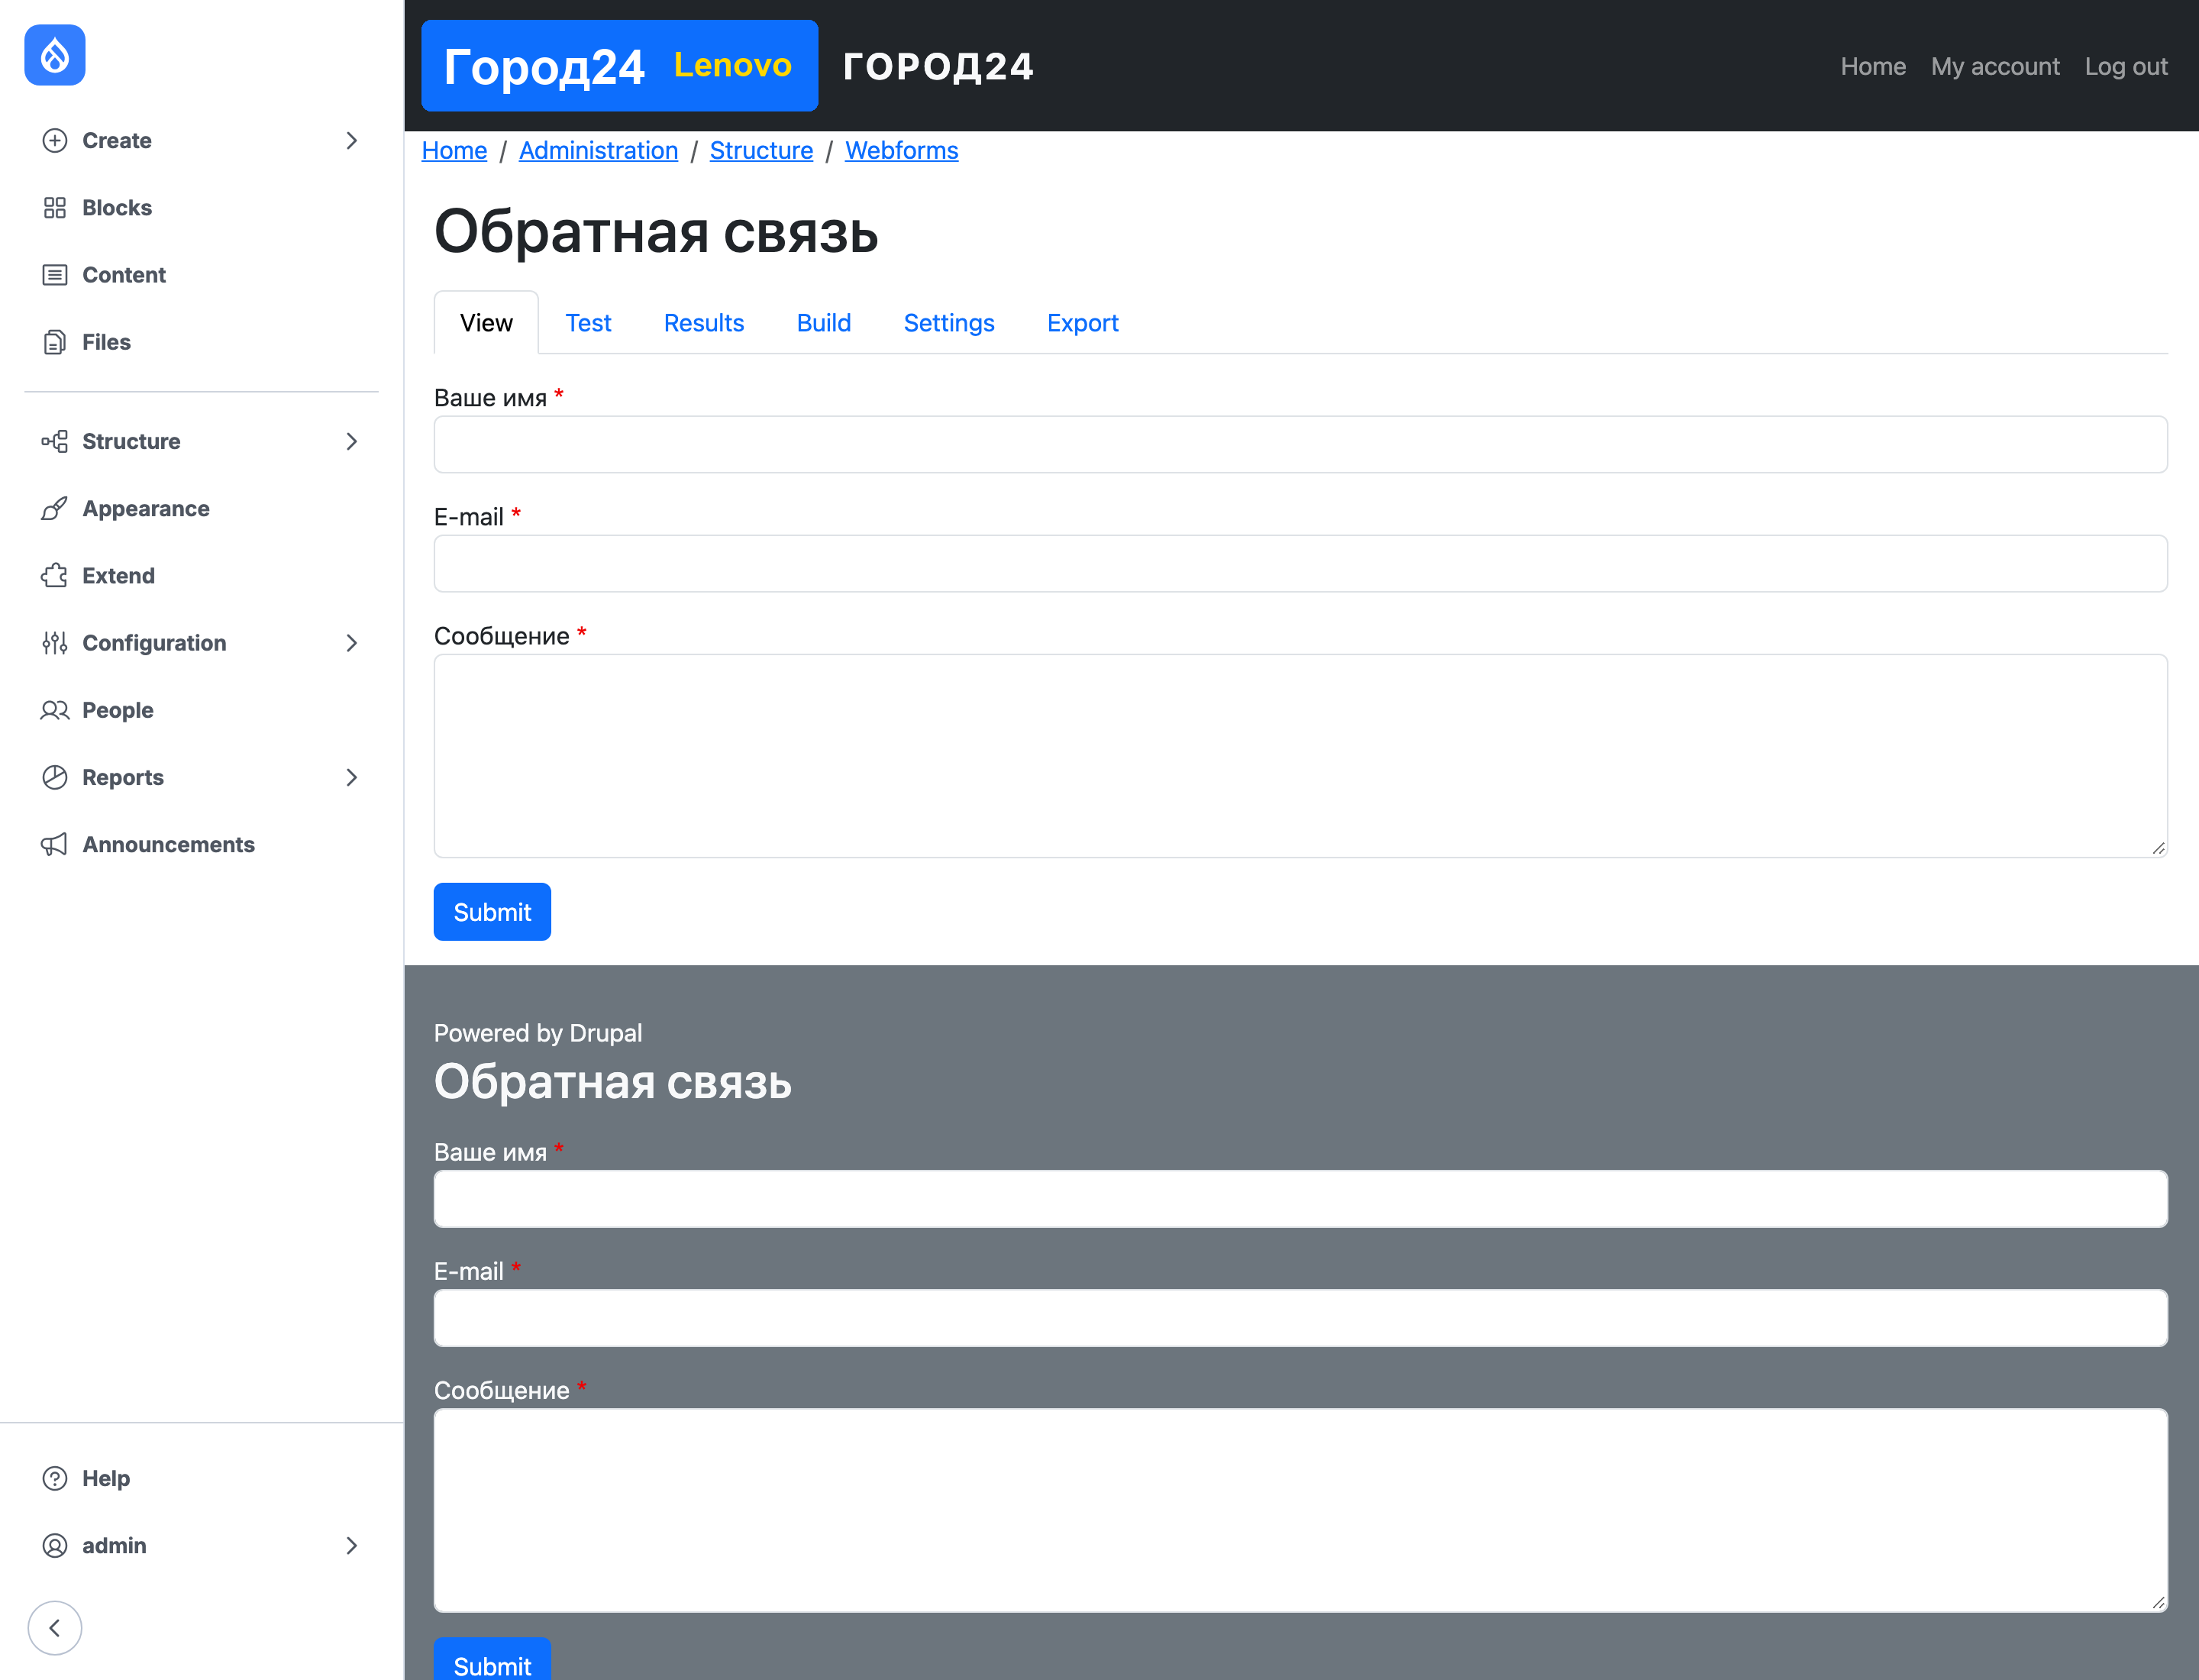 Create
Blocks
Content
Files
Structure
Appearance
Extend
Configuration
People
Reports
Announcements
Help
admin
Город24 Lenovo ГОРОД24
Home My account Log out
Home / Administration / Structure / Webforms
Обратная связь
View Test Results Build Settings Export
Ваше имя *
E-mail *
Сообщение *
Submit
Powered by Drupal
Обратная связь
Ваше имя *
E-mail *
Сообщение *
Submit